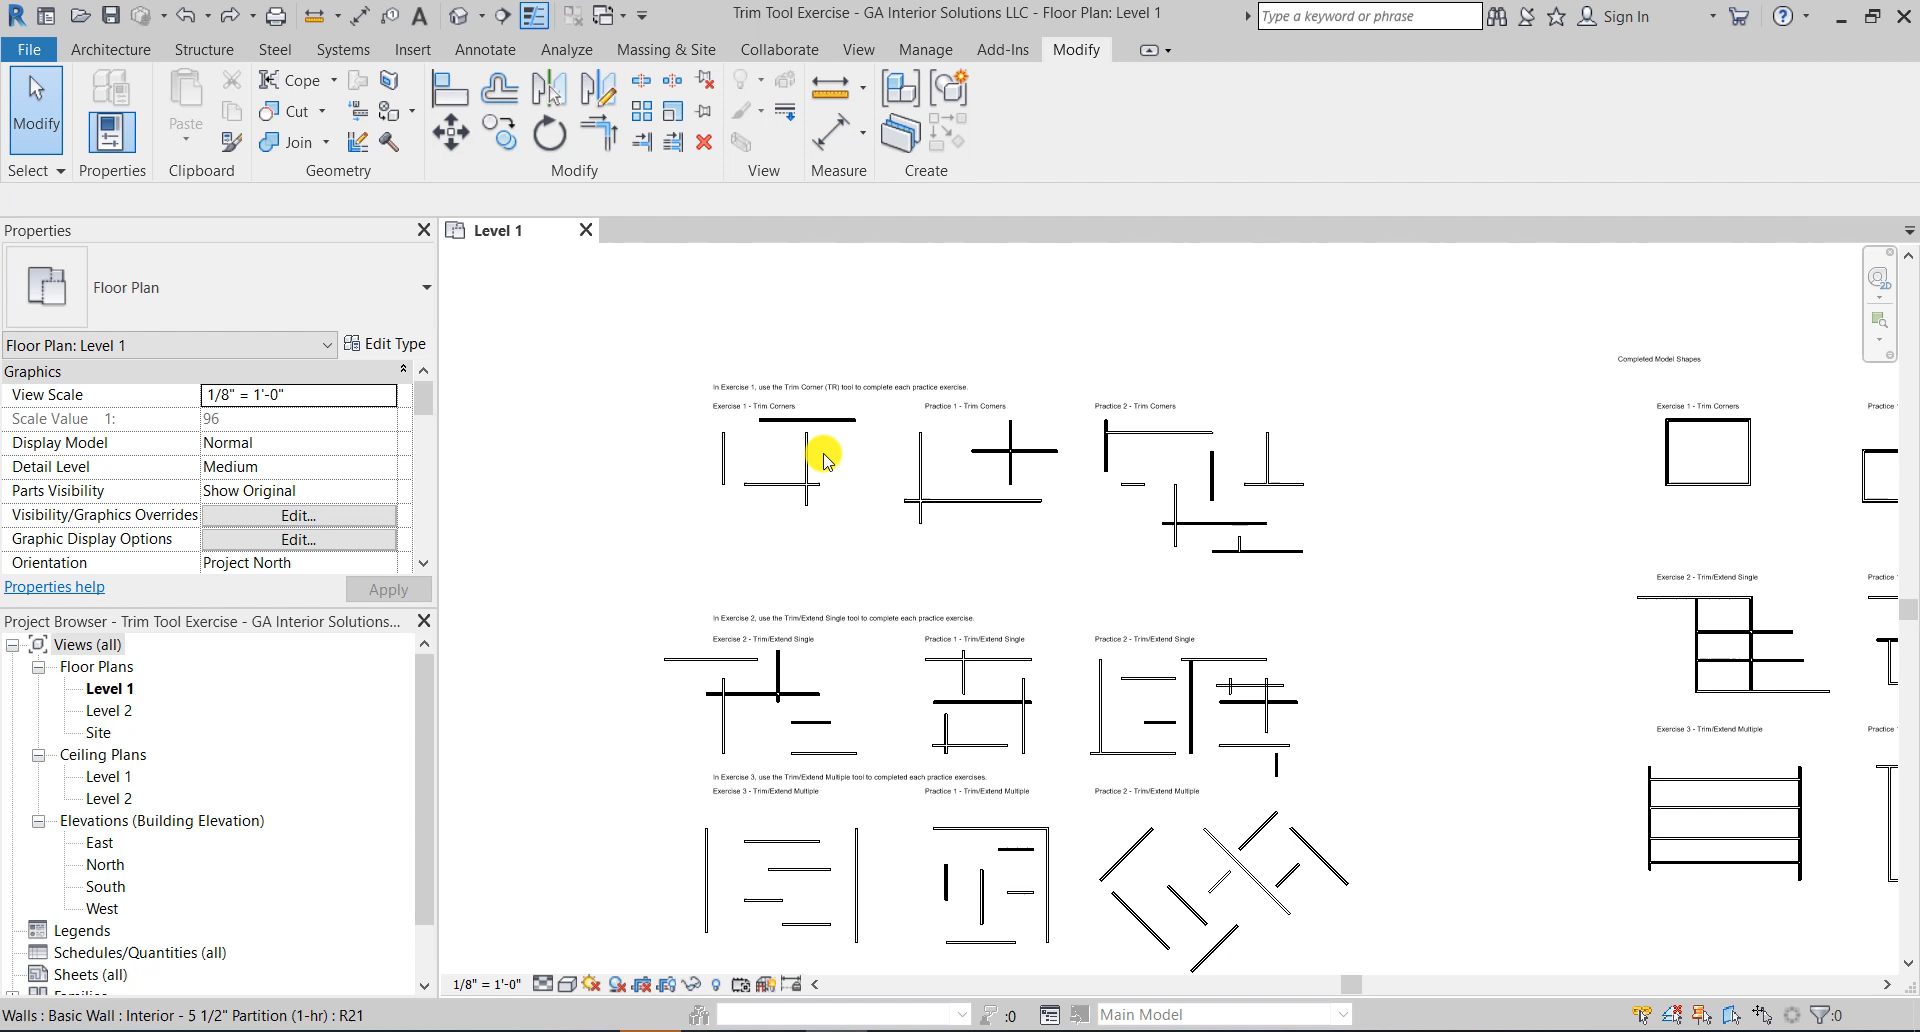 Trim Tool Exercise - GA Interior Solutions LLC - Floor Plan: Level 1
Type a keyword or phrase
Sign In
File
Architecture
Structure
Steel
Systems
Insert
Annotate
Analyze
Massing & Site
Collaborate
View
Manage
Add-Ins
Modify
Modify
Paste
Cope
Cut
Join
Select
Properties
Clipboard
Geometry
Modify
View
Measure
Create
Properties
Level 1
Floor Plan
Floor Plan: Level 1
Edit Type
Graphics
View Scale 1/8" = 1'-0"
Scale Value 1: 96
Display Model Normal
Detail Level Medium
Parts Visibility Show Original
Visibility/Graphics Overrides Edit...
Graphic Display Options Edit...
Orientation Project North
Properties help
Apply
Project Browser - Trim Tool Exercise - GA Interior Solutions...
Views (all)
Floor Plans
Level 1
Level 2
Site
Ceiling Plans
Level 1
Level 2
Elevations (Building Elevation)
East
North
South
West
Legends
Schedules/Quantities (all)
Sheets (all)
Completed Model Shapes
In Exercise 1, use the Trim Corner (TR) tool to complete each practice exercise.
Exercise 1 - Trim Corners
Practice 1 - Trim Corners
Practice 2 - Trim Corners
Exercise 1 - Trim Corners
Practice
Exercise 2 - Trim/Extend Single
Practice
In Exercise 2, use the Trim/Extend Single tool to complete each practice exercise.
Exercise 2 - Trim/Extend Single
Practice 1 - Trim/Extend Single
Practice 2 - Trim/Extend Single
Exercise 3 - Trim/Extend Multiple
Practice
In Exercise 3, use the Trim/Extend Multiple tool to completed each practice exercises.
Exercise 3 - Trim/Extend Multiple
Practice 1 - Trim/Extend Multiple
Practice 2 - Trim/Extend Multiple
1/8" = 1'-0"
Walls : Basic Wall : Interior - 5 1/2" Partition (1-hr) : R21
:0
Main Model
:0